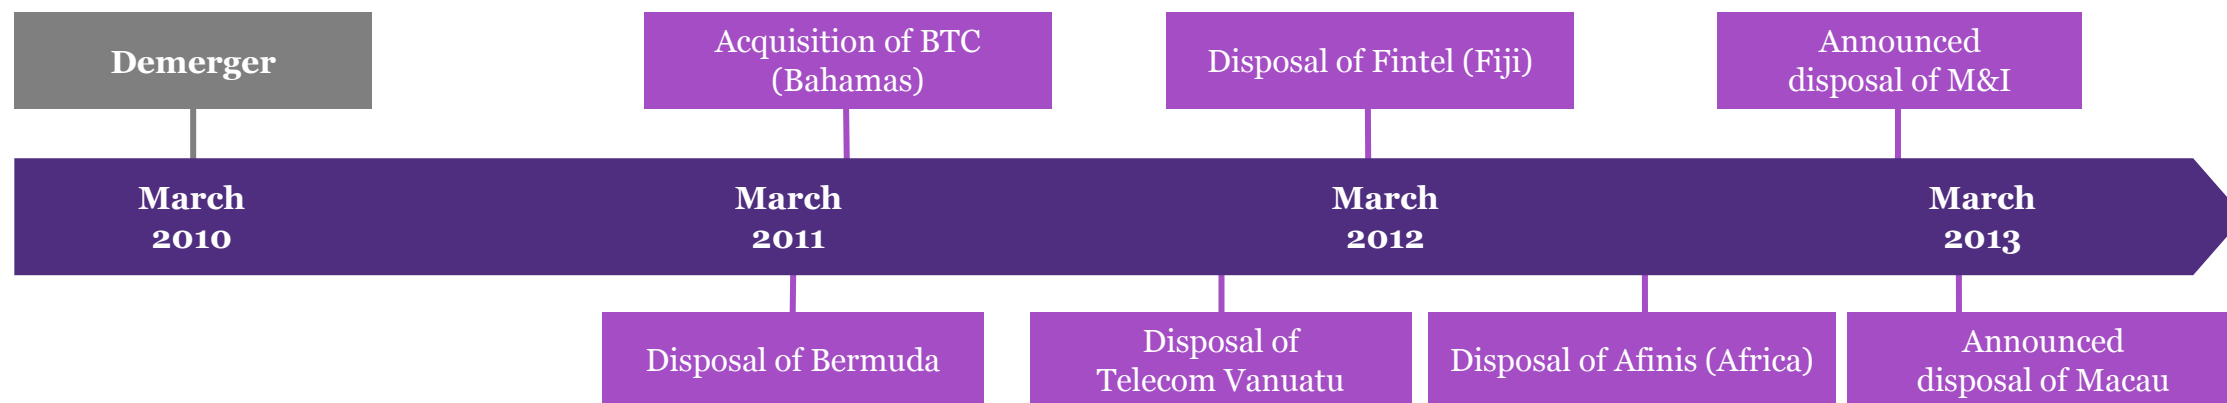 Demerger
Acquisition of BTC
(Bahamas)
Disposal of Fintel (Fiji)
Announced
disposal of M&I
March
2010
March
2011
March
2012
March
2013
Disposal of Bermuda
Disposal of
Telecom Vanuatu
Disposal of Afinis (Africa)
Announced
disposal of Macau